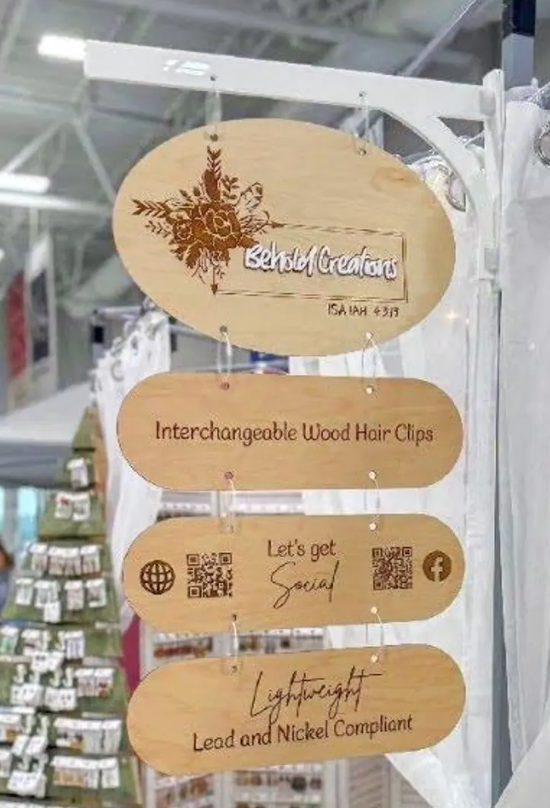 Behold Creations
ISAIAH 43:19
Interchangeable Wood Hair Clips
Let's get
Social
Lightweight
Lead and Nickel Compliant